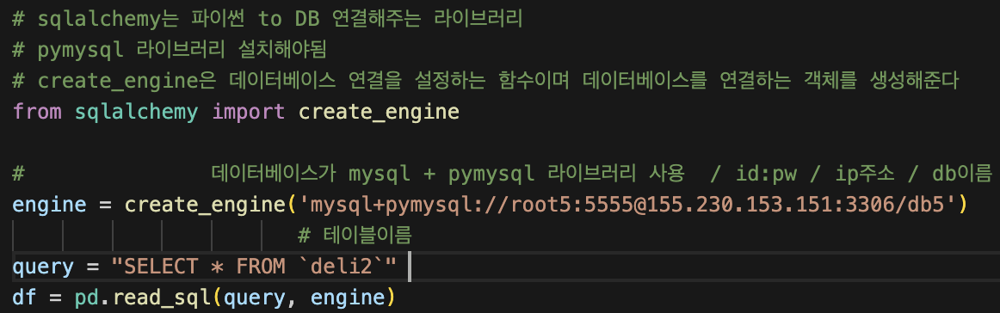 # sqlalchemy는 파이썬 to DB 연결해주는 라이브러리
# pymysql 라이브러리 설치해야됨
# create_engine은 데이터베이스 연결을 설정하는 함수이며 데이터베이스를 연결하는 객체를 생성해준다
from sqlalchemy import create_engine
# 데이터베이스가 mysql + pymysql 라이브러리 사용 / id:pw / ip주소 / db이름
engine = create_engine('mysql+pymysql://root5:5555@155.230.153.151:3306/db5')
# 테이블이름
query = "SELECT * FROM `deli2`"
df = pd.read_sql(query, engine)